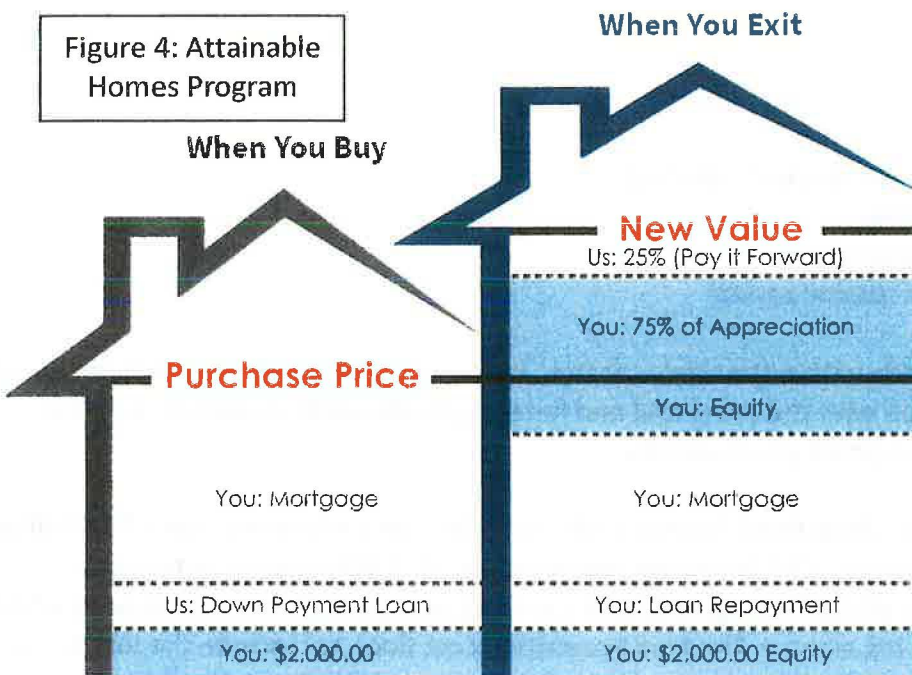 Figure 4: Attainable
Homes Program
When You Buy
Purchase Price
You: Mortgage
Us: Down Payment Loan
You: $2,000.00
When You Exit
New Value
Us: 25% (Pay it Forward)
You: 75% of Appreciation
You: Equity
You: Mortgage
You: Loan Repayment
You: $2,000.00 Equity